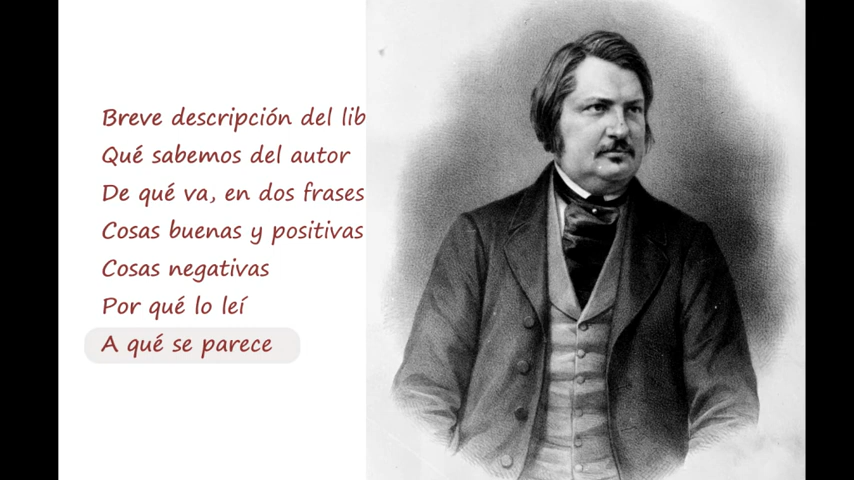 Breve descripción del lib
Qué sabemos del autor
De qué va, en dos frases
Cosas buenas y positivas
Cosas negativas
Por qué lo leí
A qué se parece